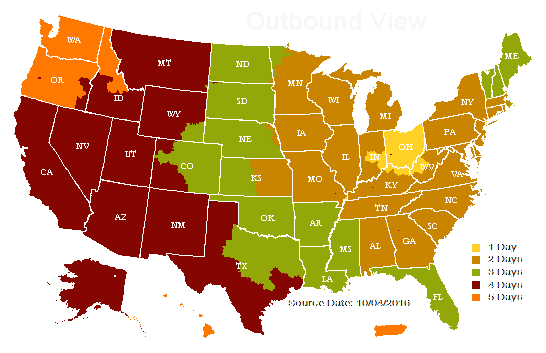 Outbound View
WA
ME
MT
ND
OR
MN
ID
SD
WI
NY
WY
MI
IA
PA
NE
NV
OH
IL
IN
UT
CO
WV
VA
CA
KS
MO
KY
NC
TN
OK
AR
SC
AZ
NM
MS
AL
GA
TX
LA
FL
1 Day
2 Days
3 Days
4 Days
5 Days
Source Date: 10/04/2016